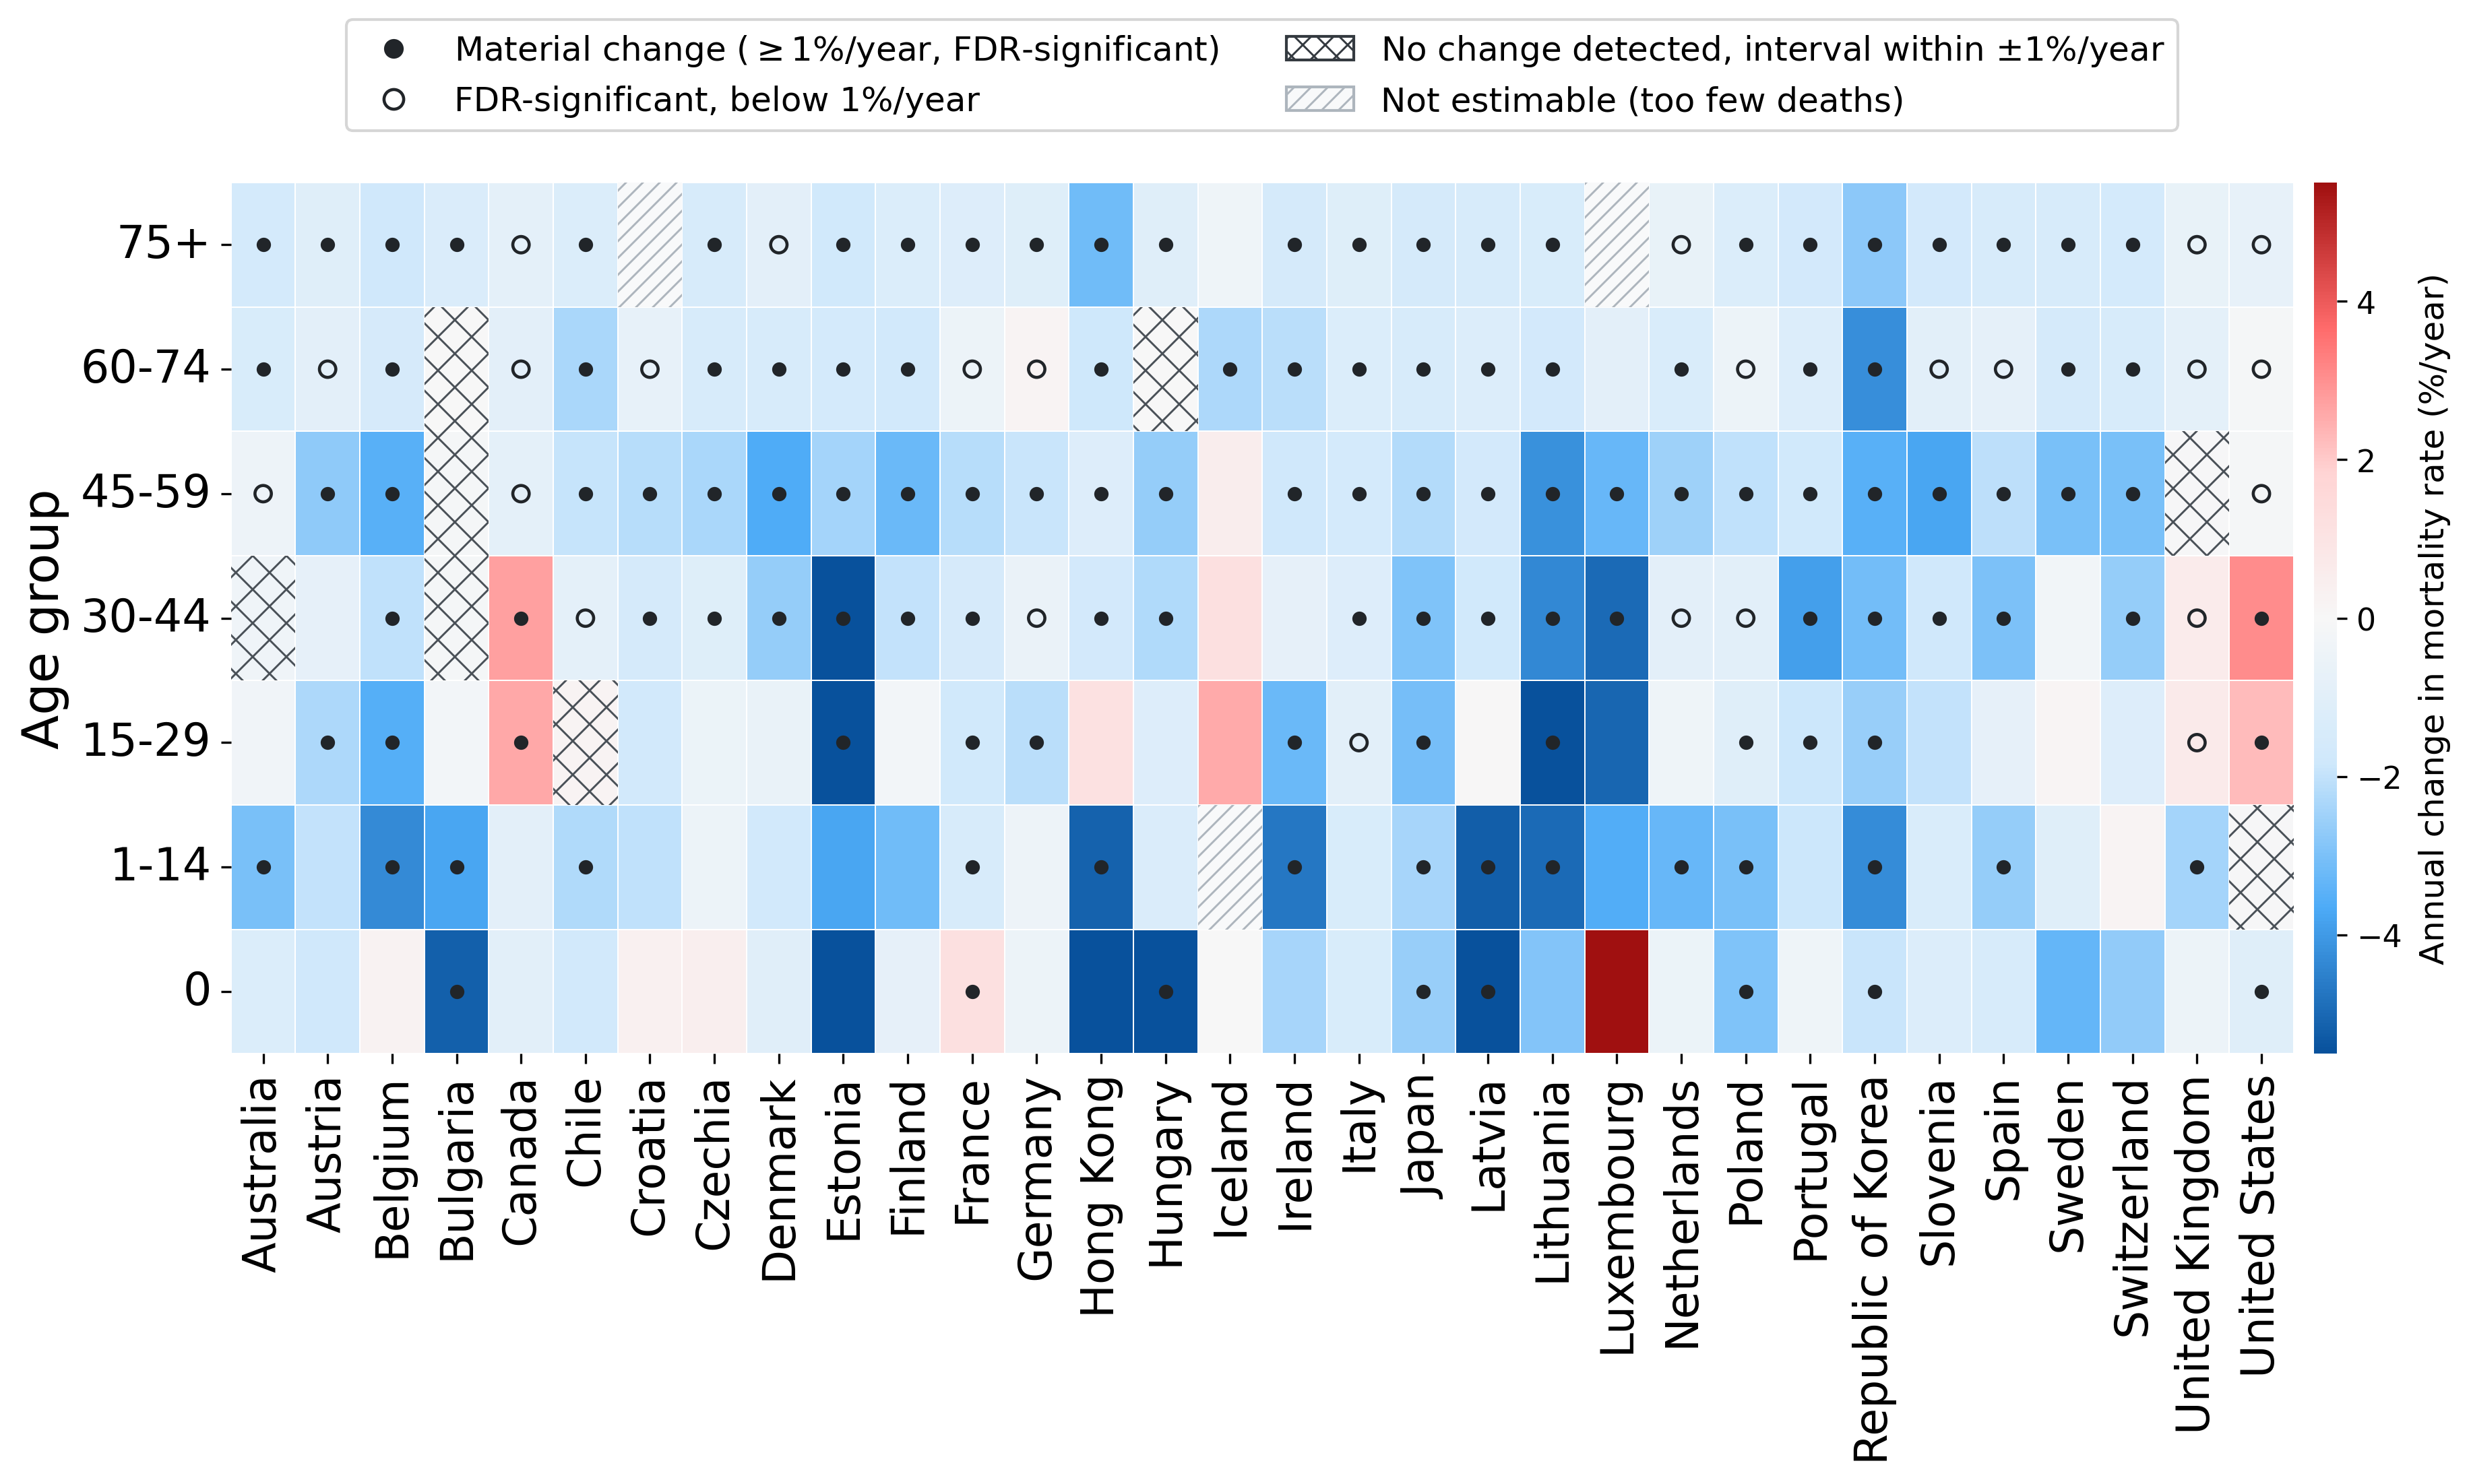 Material change (≥1%/year, FDR-significant)
FDR-significant, below 1%/year
No change detected, interval within ±1%/year
Not estimable (too few deaths)
Age group
75+
60-74
45-59
30-44
15-29
1-14
0
Australia
Austria
Belgium
Bulgaria
Canada
Chile
Croatia
Czechia
Denmark
Estonia
Finland
France
Germany
Hong Kong
Hungary
Iceland
Ireland
Italy
Japan
Latvia
Lithuania
Luxembourg
Netherlands
Poland
Portugal
Republic of Korea
Slovenia
Spain
Sweden
Switzerland
United Kingdom
United States
4
2
0
−2
−4
Annual change in mortality rate (%/year)